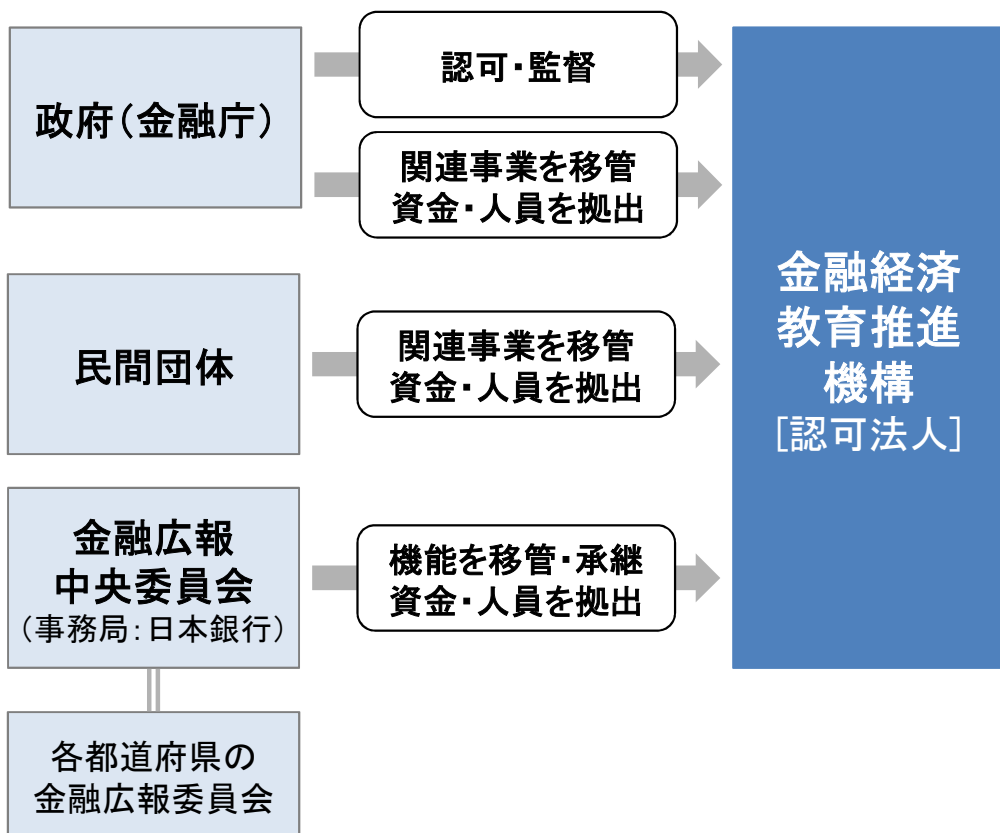 政府（金融庁）
認可・監督
関連事業を移管
資金・人員を拠出
民間団体
関連事業を移管
資金・人員を拠出
金融広報
中央委員会
（事務局：日本銀行）
機能を移管・承継
資金・人員を拠出
各都道府県の
金融広報委員会
金融経済
教育推進
機構
［認可法人］